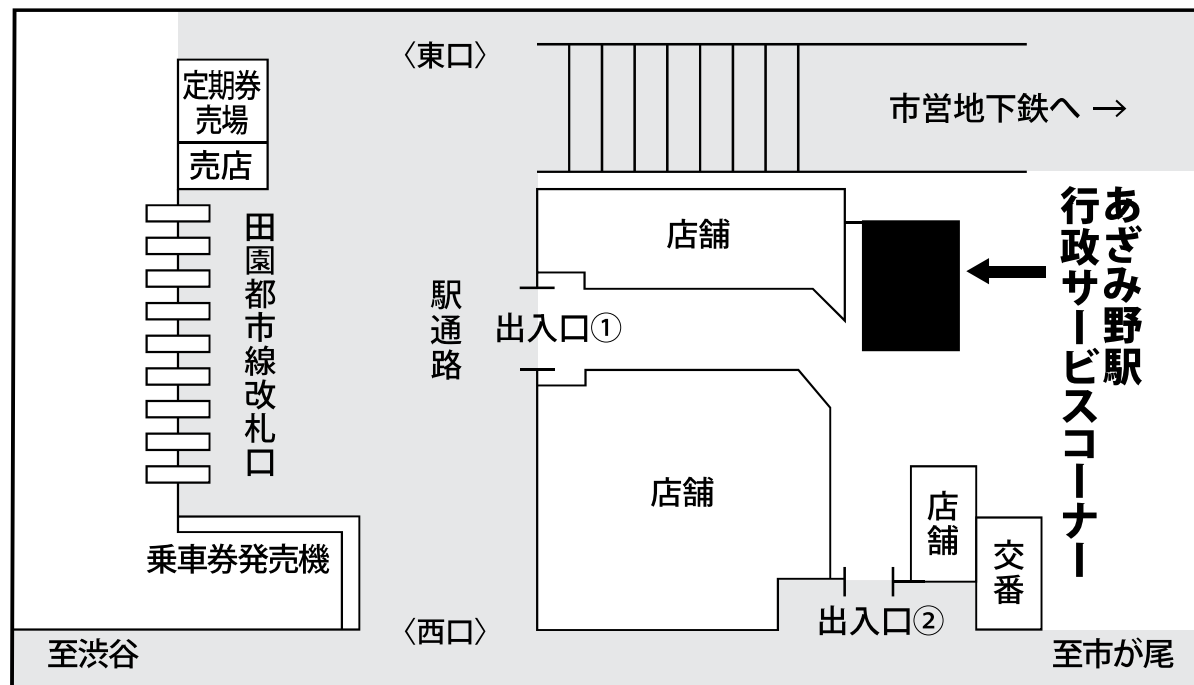 〈東口〉
定期券
売場
売店
市営地下鉄へ →
店舗
あざみ野駅
行政サービスコーナー
田園都市線改札口
駅通路
出入口①
店舗
店舗
交番
乗車券発売機
出入口②
〈西口〉
至渋谷
至市が尾